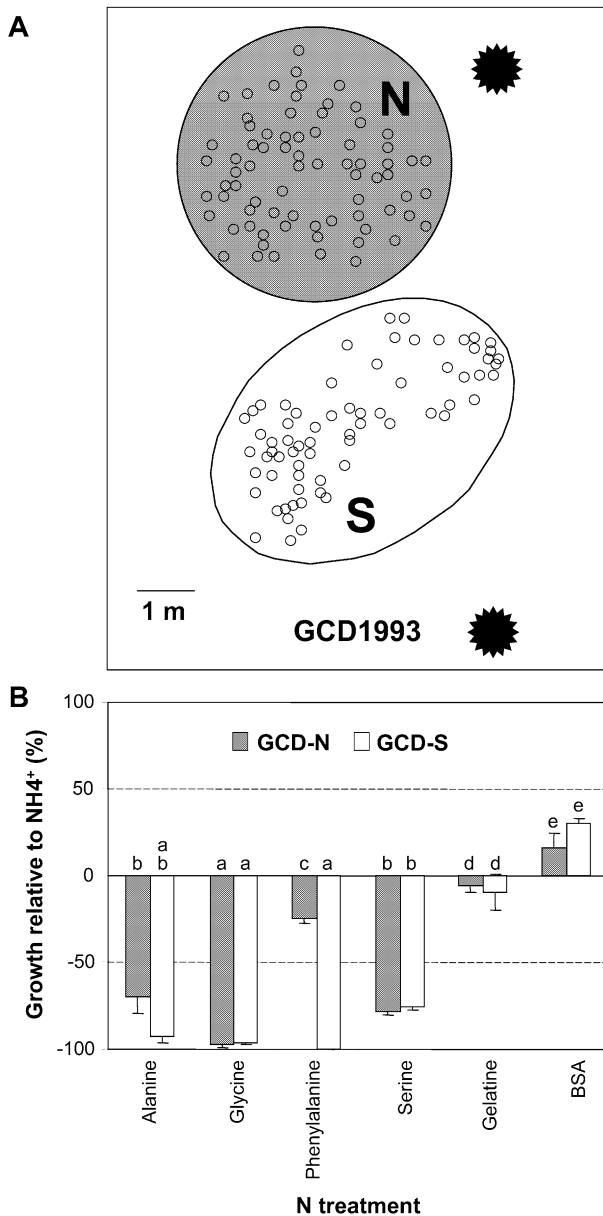 A
N
S
1 m
GCD1993
B
Growth relative to NH4⁺ (%)
100
50
0
-50
-100
GCD-N GCD-S
a
b b a a c a b b d d e e
Alanine
Glycine
Phenylalanine
Serine
Gelatine
BSA
N treatment